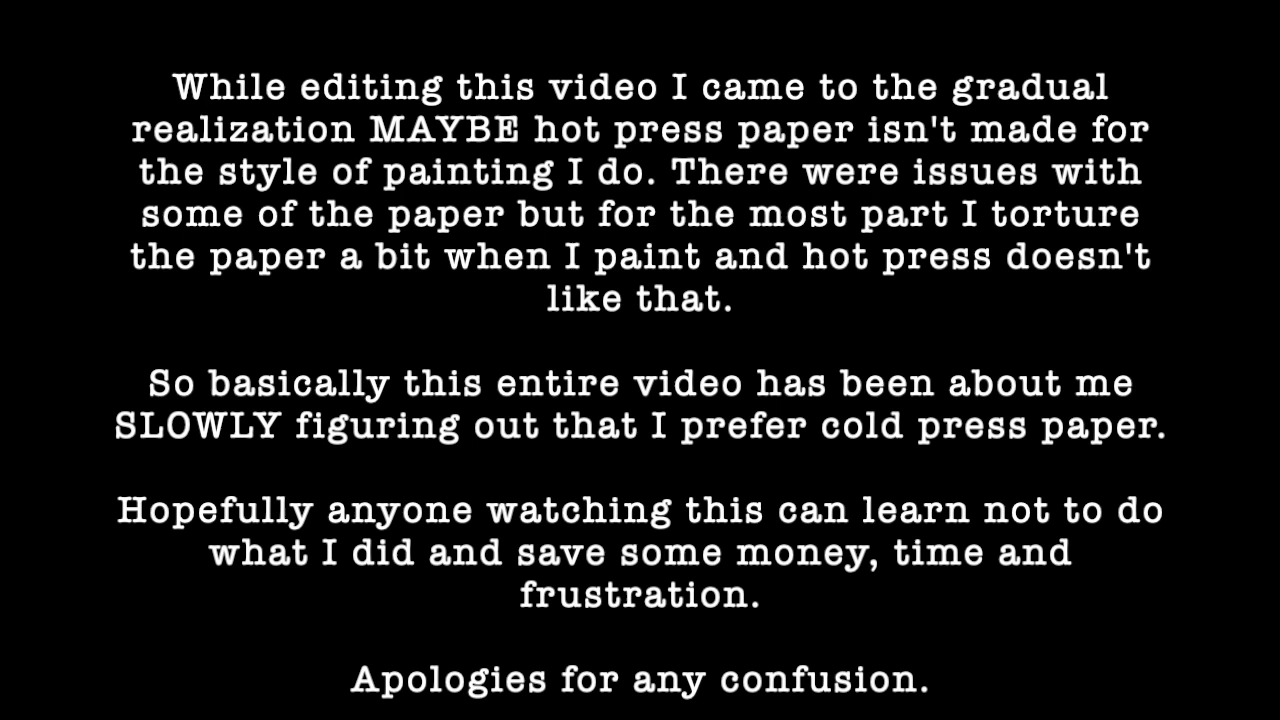 While editing this video I came to the gradual
realization MAYBE hot press paper isn't made for
the style of painting I do. There were issues with
some of the paper but for the most part I torture
the paper a bit when I paint and hot press doesn't
like that.
So basically this entire video has been about me
SLOWLY figuring out that I prefer cold press paper.
Hopefully anyone watching this can learn not to do
what I did and save some money, time and
frustration.
Apologies for any confusion.